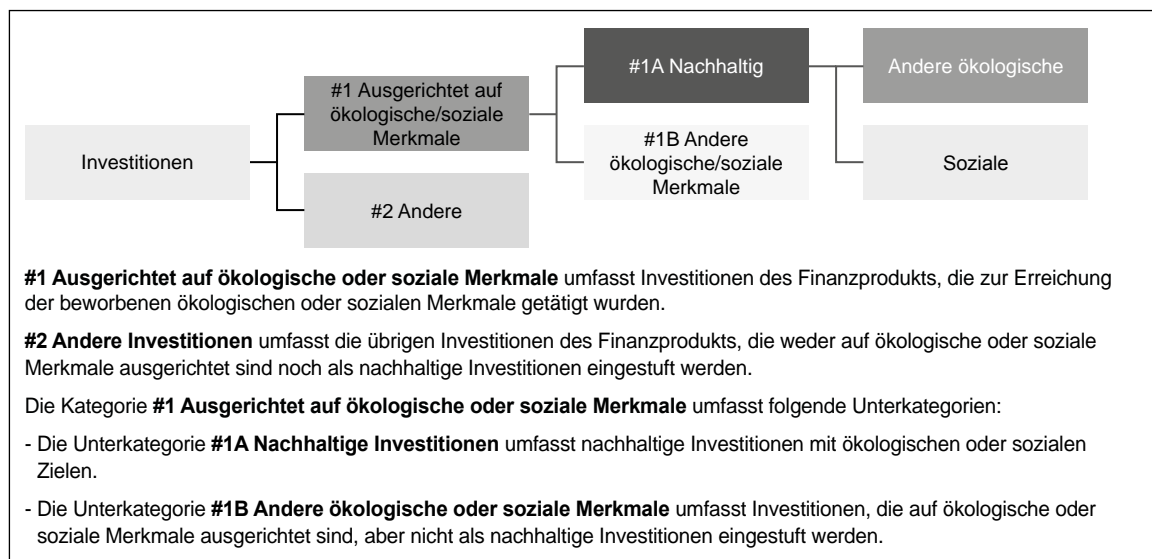 #1A Nachhaltig
Andere ökologische
#1 Ausgerichtet auf
ökologische/soziale
Merkmale
Investitionen
#1B Andere
ökologische/soziale
Merkmale
Soziale
#2 Andere
#1 Ausgerichtet auf ökologische oder soziale Merkmale umfasst Investitionen des Finanzprodukts, die zur Erreichung
der beworbenen ökologischen oder sozialen Merkmale getätigt wurden.
#2 Andere Investitionen umfasst die übrigen Investitionen des Finanzprodukts, die weder auf ökologische oder soziale
Merkmale ausgerichtet sind noch als nachhaltige Investitionen eingestuft werden.
Die Kategorie #1 Ausgerichtet auf ökologische oder soziale Merkmale umfasst folgende Unterkategorien:
- Die Unterkategorie #1A Nachhaltige Investitionen umfasst nachhaltige Investitionen mit ökologischen oder sozialen
Zielen.
- Die Unterkategorie #1B Andere ökologische oder soziale Merkmale umfasst Investitionen, die auf ökologische oder
soziale Merkmale ausgerichtet sind, aber nicht als nachhaltige Investitionen eingestuft werden.